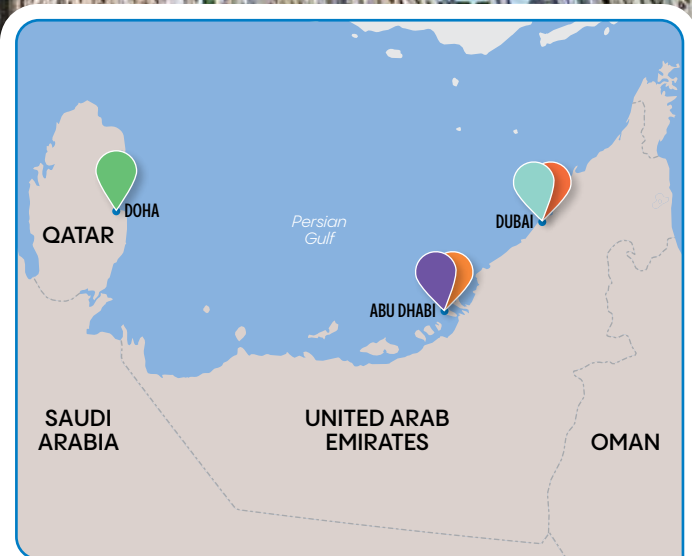 DOHA
QATAR
Persian
Gulf
DUBAI
ABU DHABI
SAUDI
ARABIA
UNITED ARAB
EMIRATES
OMAN